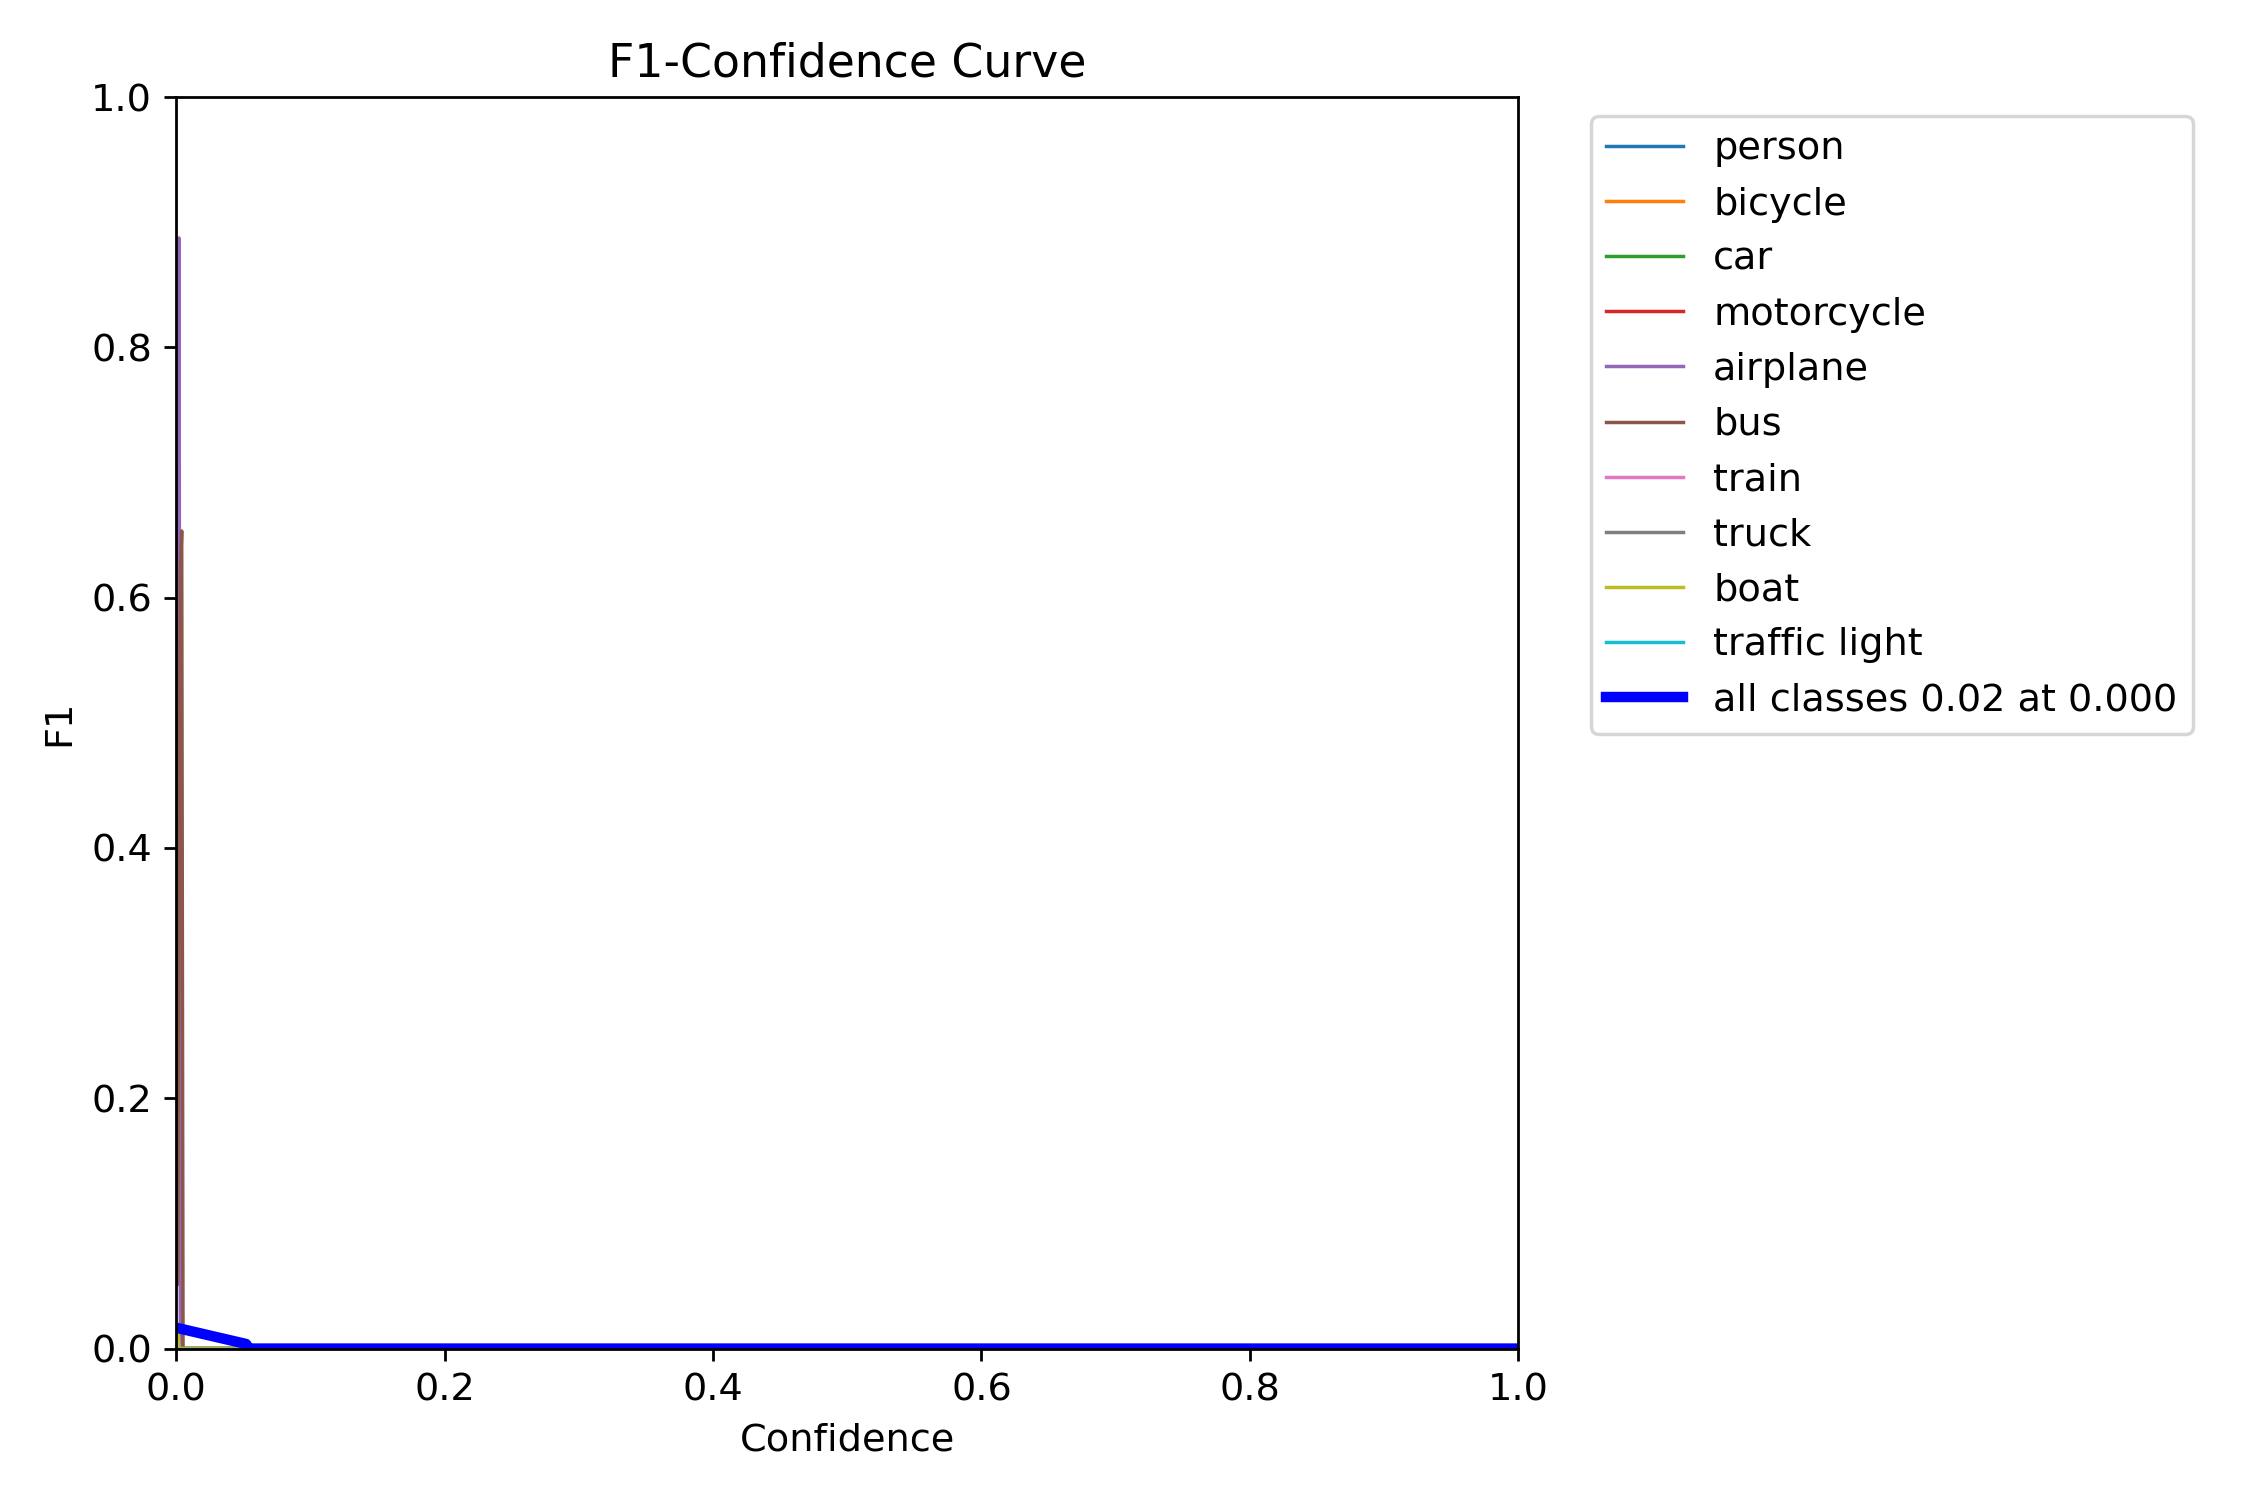 F1-Confidence Curve
1.0
0.8
0.6
0.4
0.2
0.0
F1
0.0 0.2 0.4 0.6 0.8 1.0
Confidence
person
bicycle
car
motorcycle
airplane
bus
train
truck
boat
traffic light
all classes 0.02 at 0.000